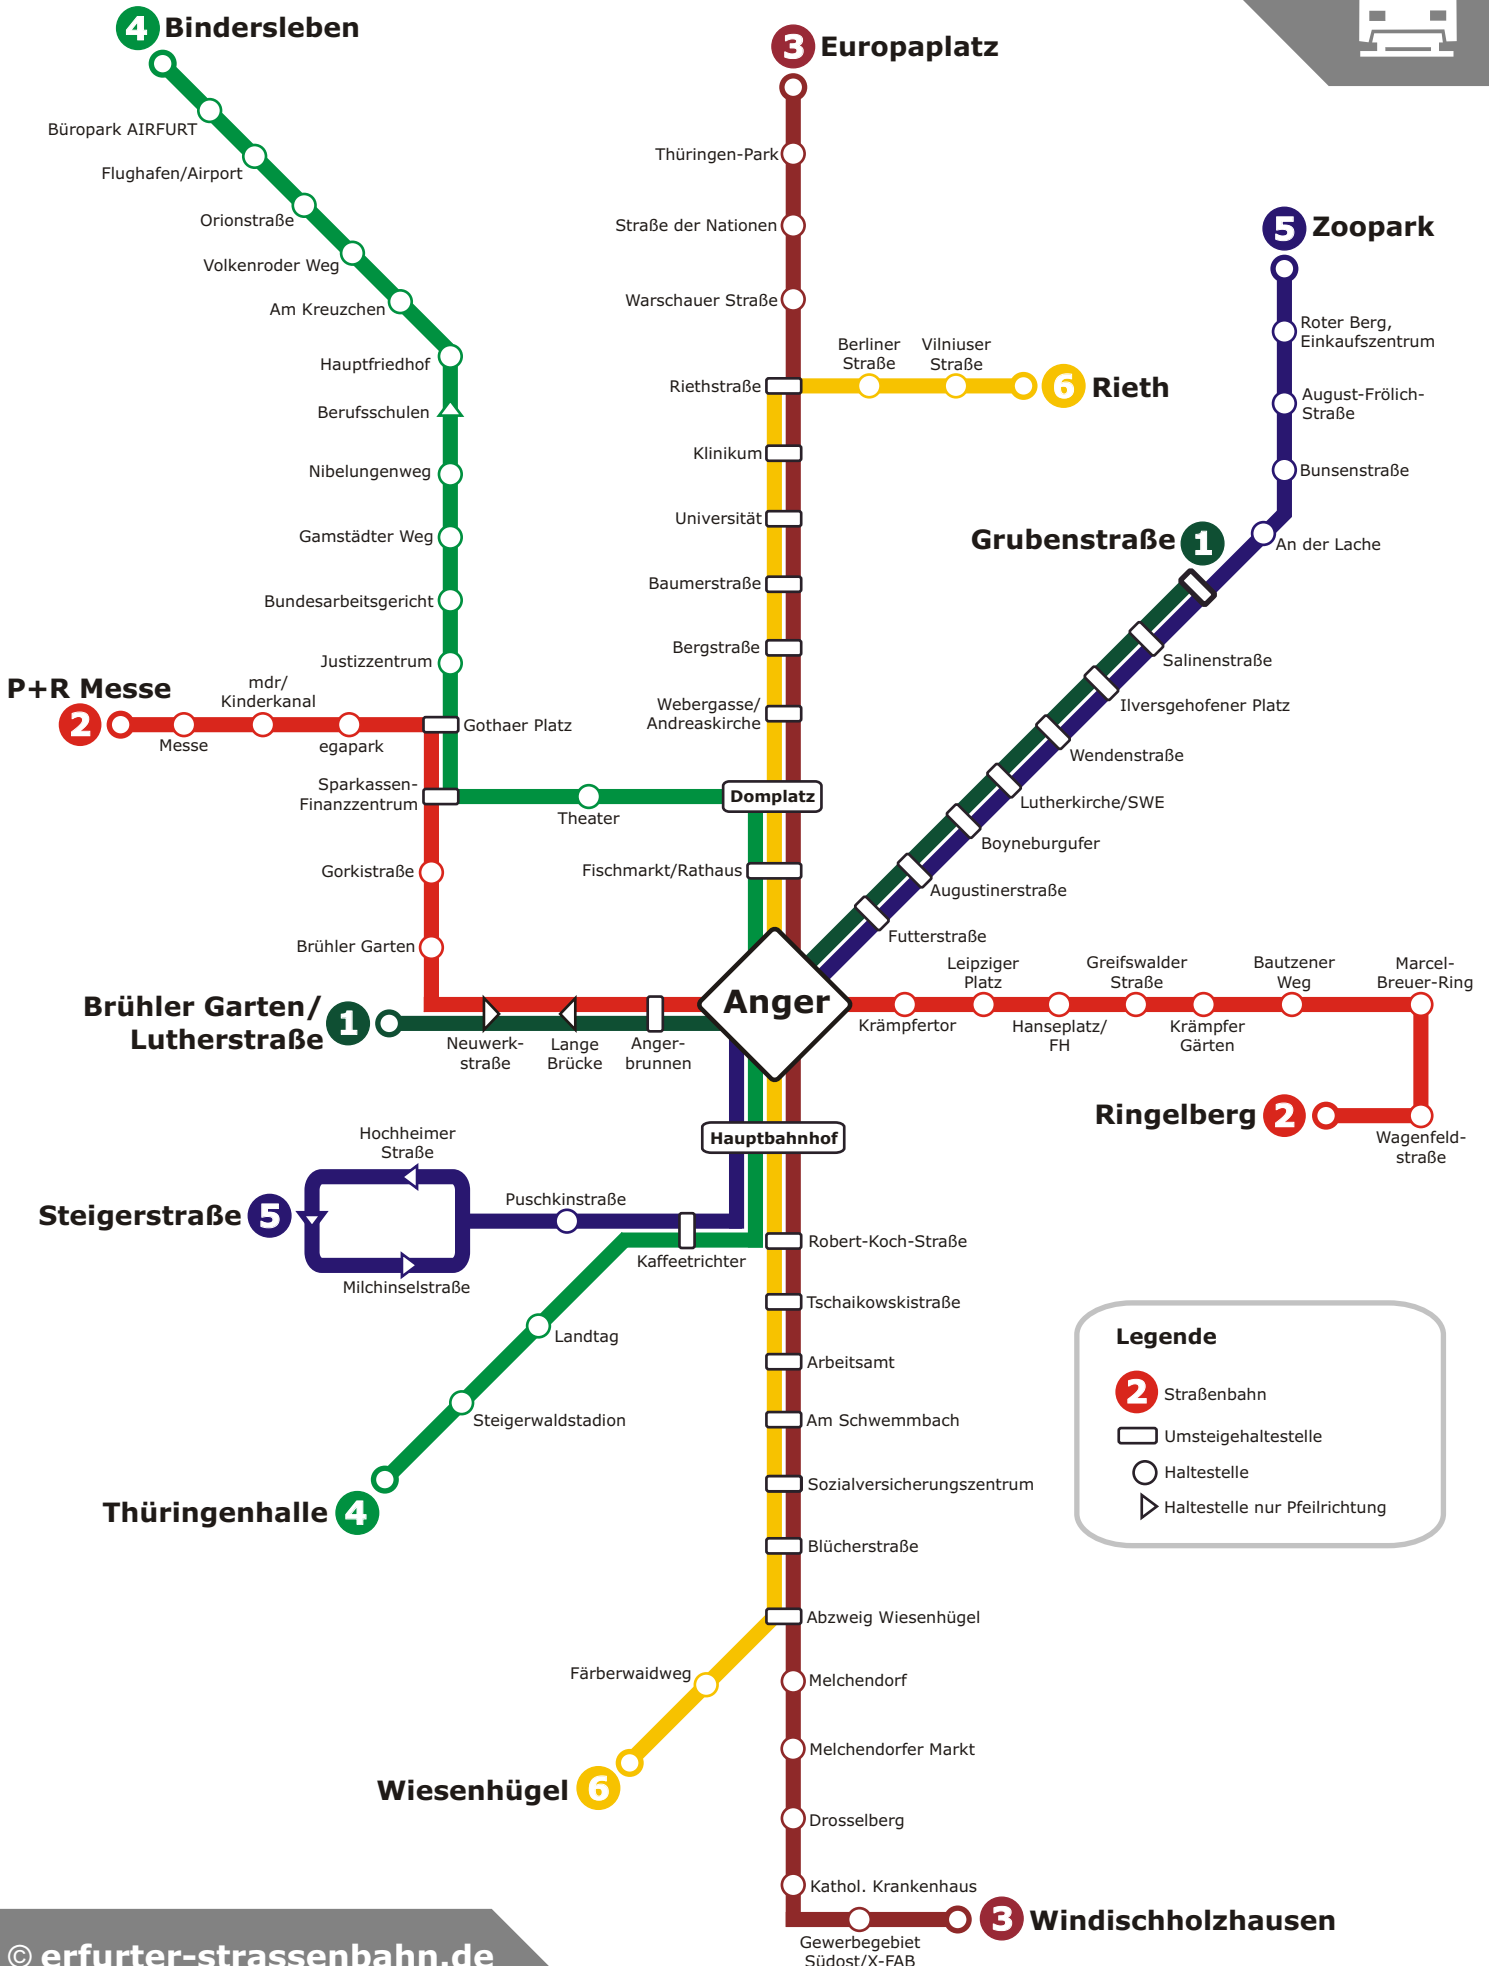 4 Bindersleben
3 Europaplatz
Büropark AIRFURT
Flughafen/Airport
Orionstraße
Volkenroder Weg
Am Kreuzchen
Hauptfriedhof
Berufsschulen
Nibelungenweg
Gamstädter Weg
Bundesarbeitsgericht
Justizzentrum
Thüringen-Park
Straße der Nationen
Warschauer Straße
Riethstraße
Berliner
Straße
Vilniuser
Straße
6 Rieth
Klinikum
Universität
Baumerstraße
Bergstraße
Webergasse/
Andreaskirche
5 Zoopark
Roter Berg,
Einkaufszentrum
August-Frölich-
Straße
Bunsenstraße
An der Lache
Grubenstraße 1
Salinenstraße
Ilversgehofener Platz
Wendenstraße
Lutherkirche/SWE
Boyneburgufer
Augustinerstraße
Futterstraße
P+R Messe
2
Messe
mdr/
Kinderkanal
egapark
Gothaer Platz
Sparkassen-
Finanzzentrum
Theater
Domplatz
Fischmarkt/Rathaus
Gorkistraße
Brühler Garten
Brühler Garten/
Lutherstraße
1
Neuwerk-
straße
Lange
Brücke
Anger-
brunnen
Anger
Krämpfertor
Leipziger
Platz
Hanseplatz/
FH
Greifswalder
Straße
Krämpfer
Gärten
Bautzener
Weg
Marcel-
Breuer-Ring
Wagenfeld-
straße
Ringelberg 2
Hauptbahnhof
Hochheimer
Straße
Steigerstraße 5
Milchinselstraße
Puschkinstraße
Kaffeetrichter
Landtag
Steigerwaldstadion
Thüringenhalle 4
Robert-Koch-Straße
Tschaikowskistraße
Arbeitsamt
Am Schwemmbach
Sozialversicherungszentrum
Blücherstraße
Abzweig Wiesenhügel
Färberwaidweg
Wiesenhügel 6
Melchendorf
Melchendorfer Markt
Drosselberg
Kathol. Krankenhaus
Gewerbegebiet
Südost/X-FAB
3 Windischholzhausen
Legende
2 Straßenbahn
Umsteigehaltestelle
Haltestelle
Haltestelle nur Pfeilrichtung
© erfurter-strassenbahn.de